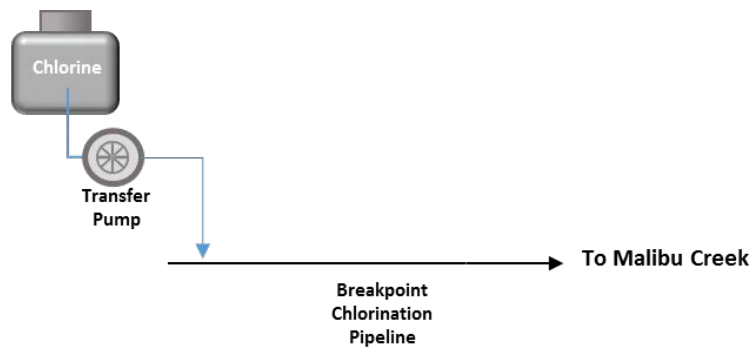 Chlorine
Transfer
Pump
To Malibu Creek
Breakpoint
Chlorination
Pipeline